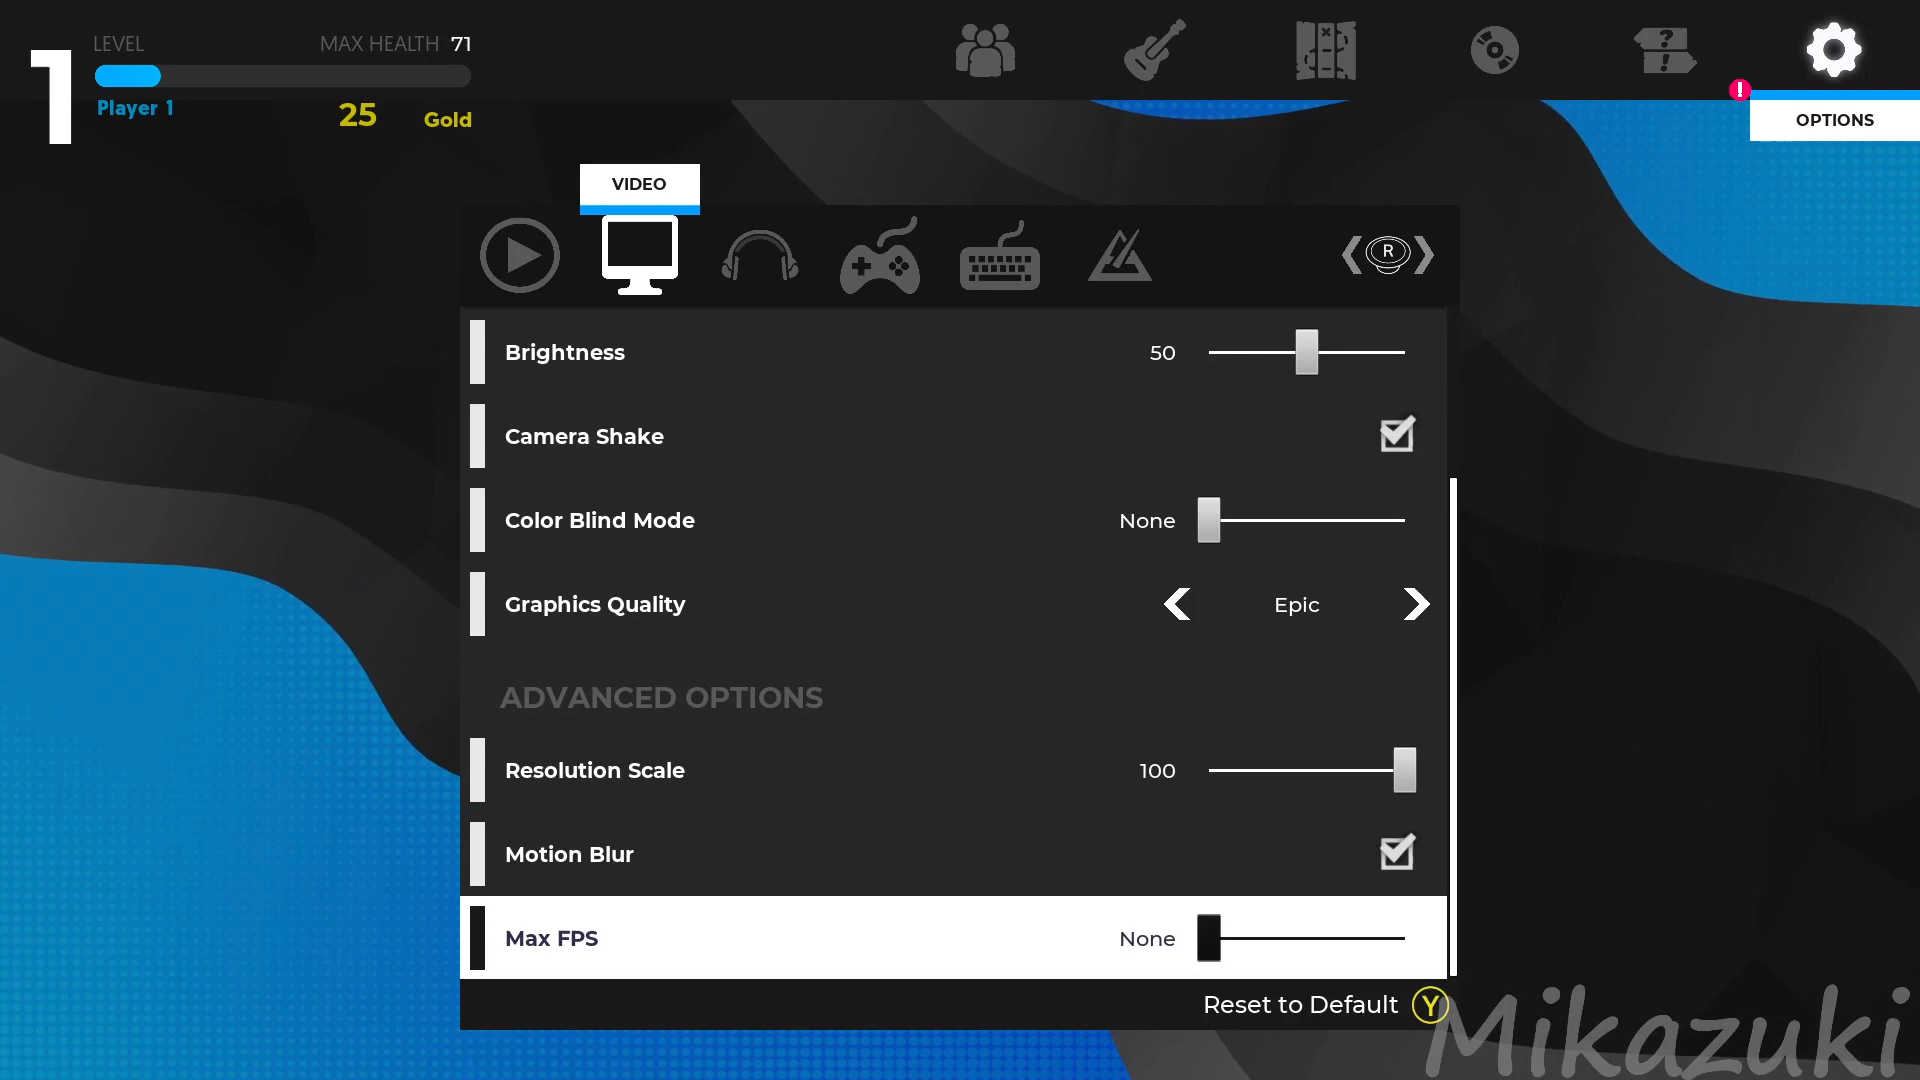 1
LEVEL
MAX HEALTH 71
Player 1
25 Gold
?
!
!
OPTIONS
VIDEO
R
Brightness 50
Camera Shake
Color Blind Mode None
Graphics Quality Epic
ADVANCED OPTIONS
Resolution Scale 100
Motion Blur
Max FPS None
Reset to Default Y
Mikazuki